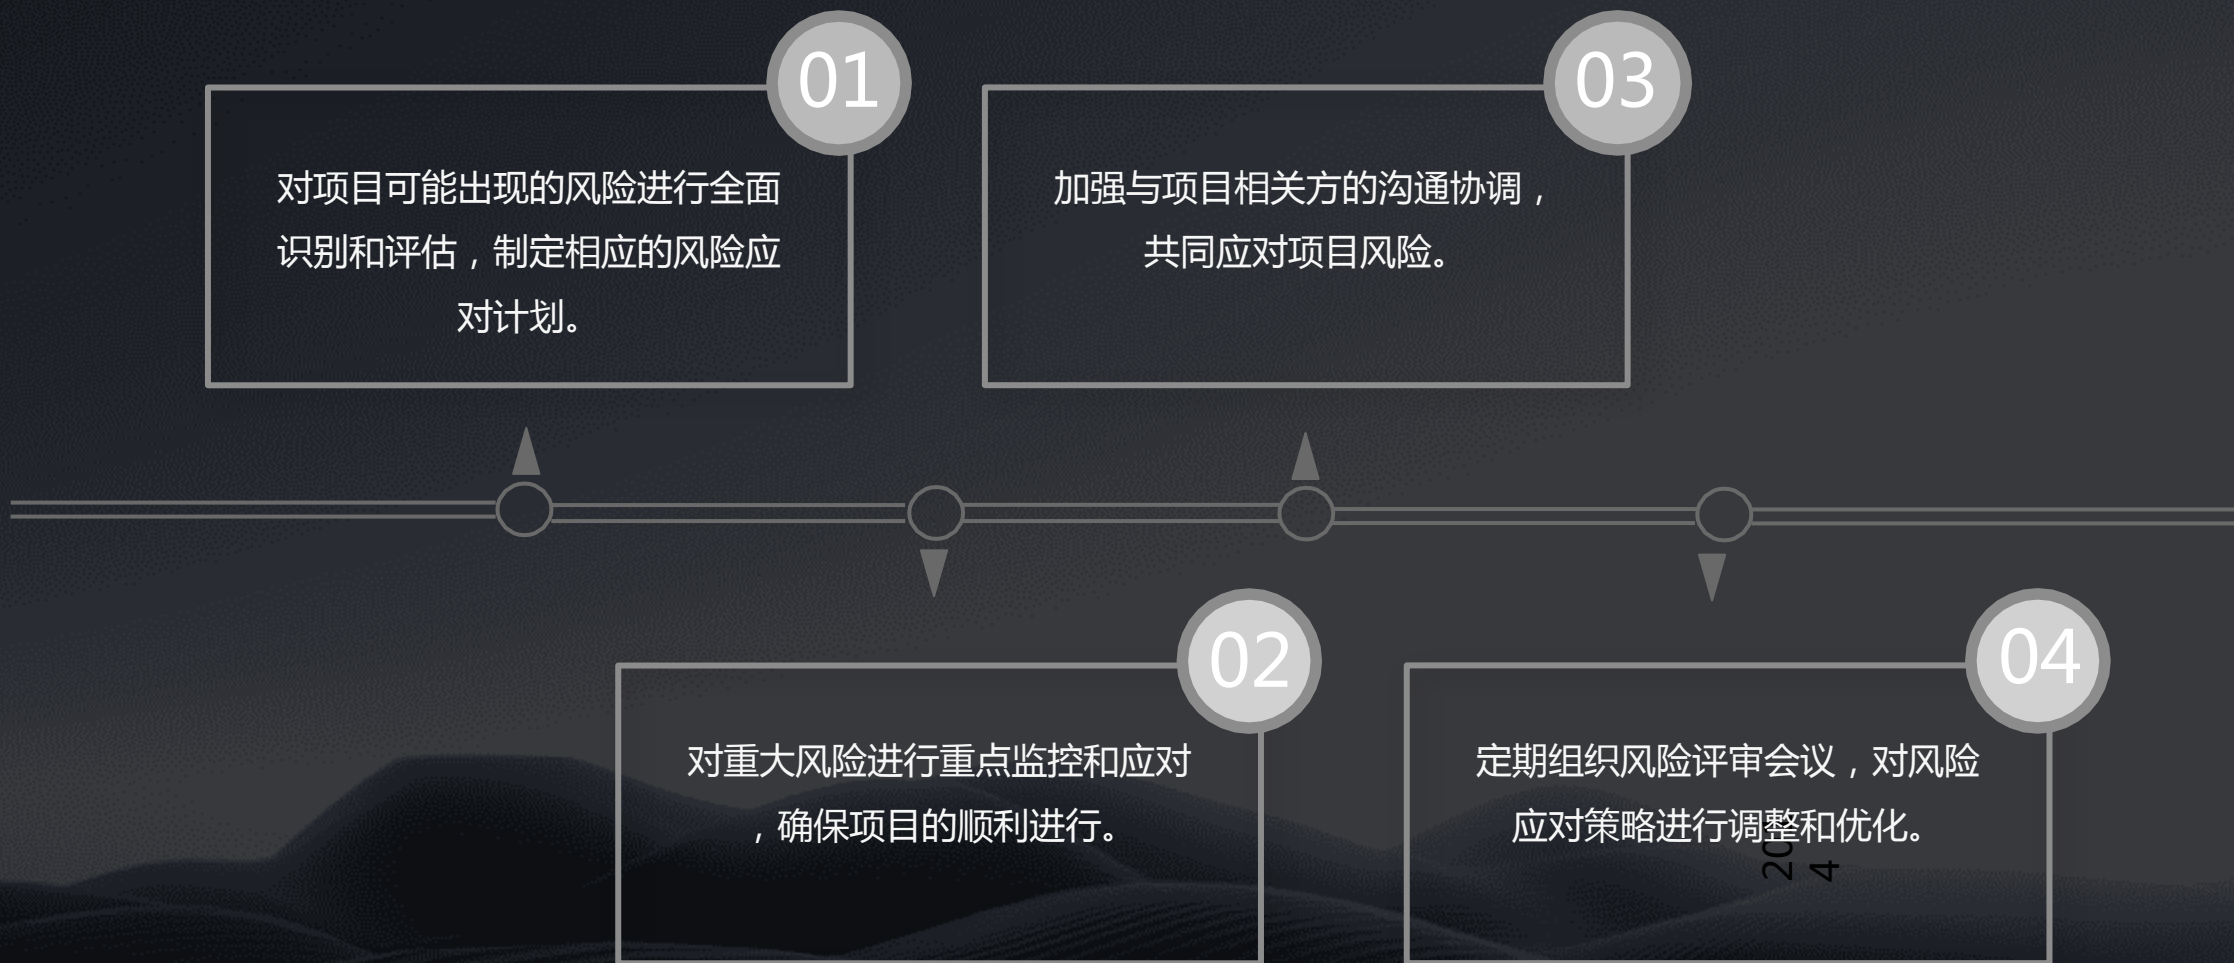 01
对项目可能出现的风险进行全面
识别和评估，制定相应的风险应
对计划。
03
加强与项目相关方的沟通协调，
共同应对项目风险。
02
对重大风险进行重点监控和应对
，确保项目的顺利进行。
04
定期组织风险评审会议，对风险
应对策略进行调整和优化。
20
4